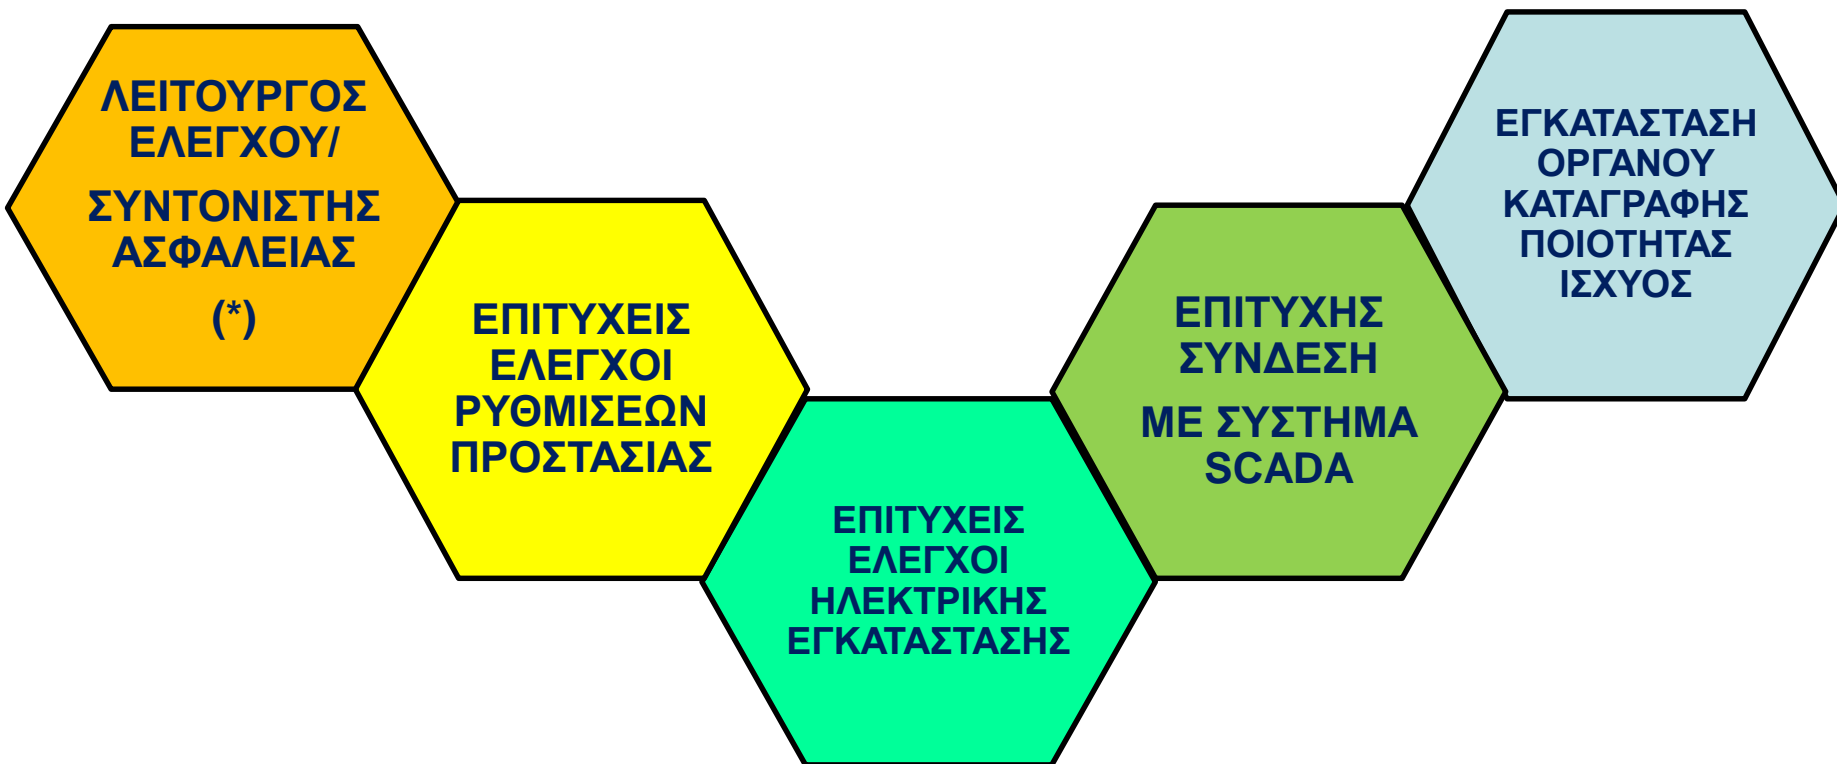 ΛΕΙΤΟΥΡΓΟΣ
ΕΛΕΓΧΟΥ/
ΣΥΝΤΟΝΙΣΤΗΣ
ΑΣΦΑΛΕΙΑΣ
(*)
ΕΠΙΤΥΧΕΙΣ
ΕΛΕΓΧΟΙ
ΡΥΘΜΙΣΕΩΝ
ΠΡΟΣΤΑΣΙΑΣ
ΕΠΙΤΥΧΕΙΣ
ΕΛΕΓΧΟΙ
ΗΛΕΚΤΡΙΚΗΣ
ΕΓΚΑΤΑΣΤΑΣΗΣ
ΕΠΙΤΥΧΗΣ
ΣΥΝΔΕΣΗ
ΜΕ ΣΥΣΤΗΜΑ
SCADA
ΕΓΚΑΤΑΣΤΑΣΗ
ΟΡΓΑΝΟΥ
ΚΑΤΑΓΡΑΦΗΣ
ΠΟΙΟΤΗΤΑΣ
ΙΣΧΥΟΣ